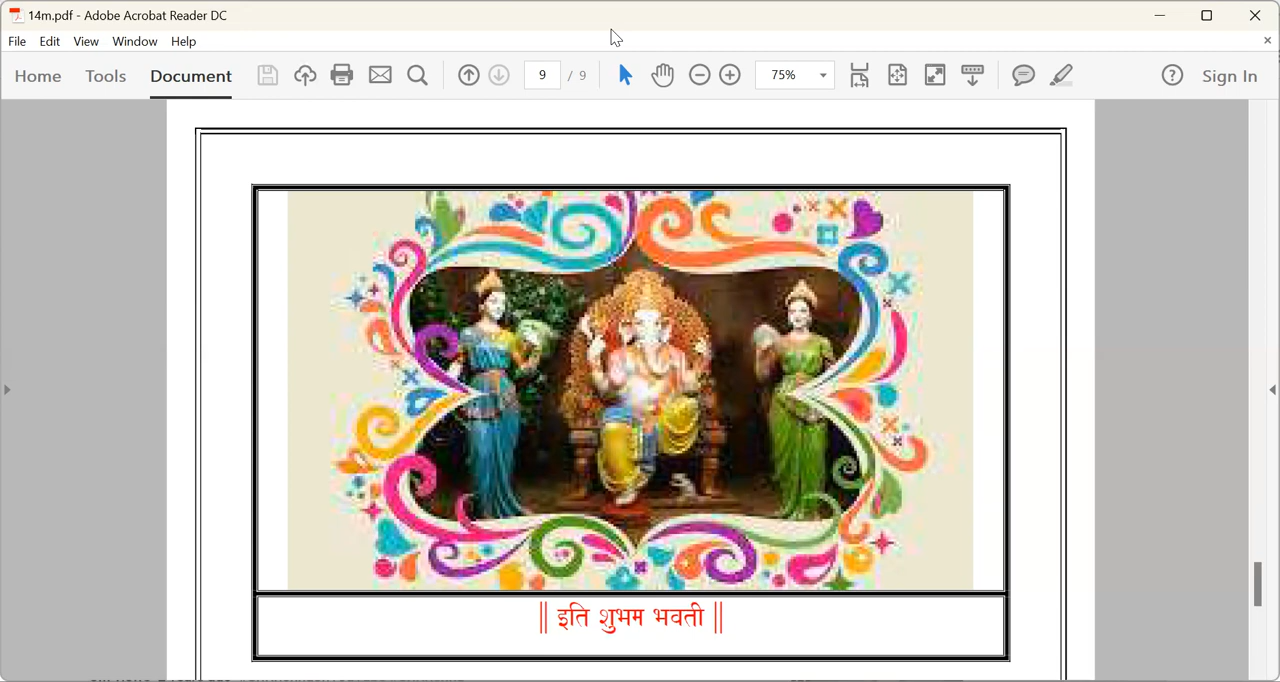 14m.pdf - Adobe Acrobat Reader DC
File Edit View Window Help
Home Tools Document 9 / 9 75% Sign In
|| इति शुभम भवती ||